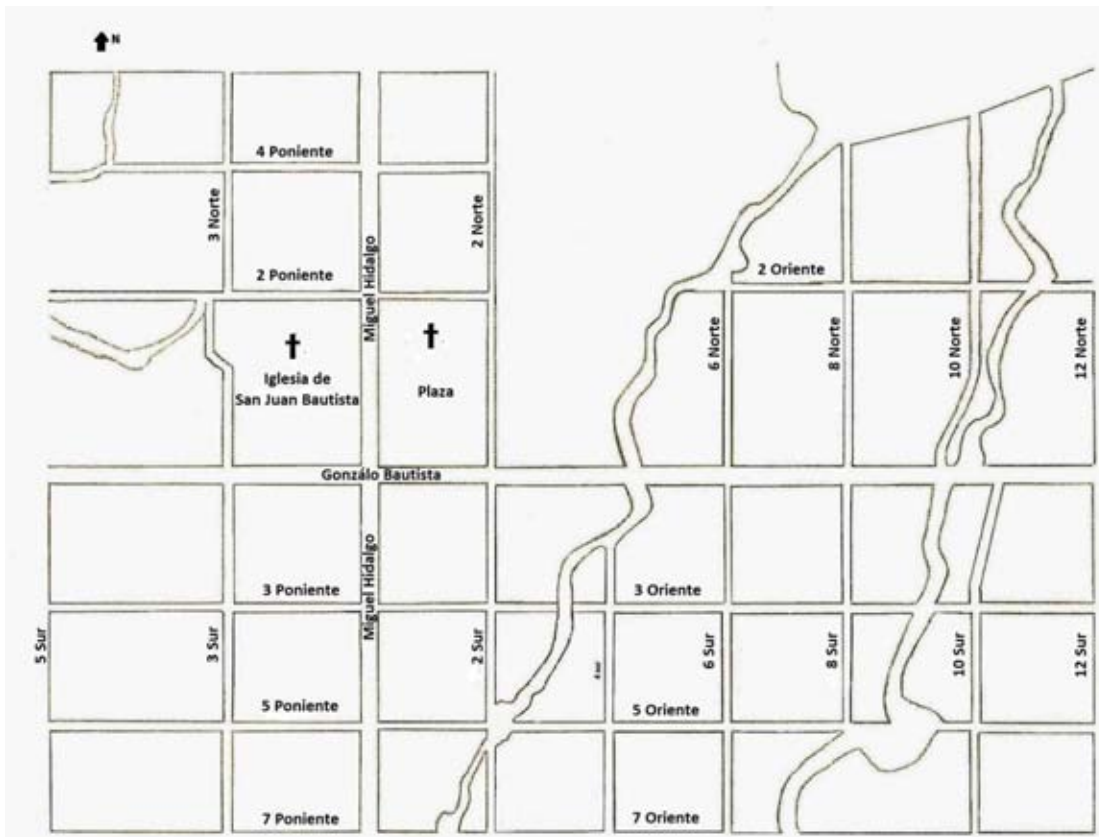 N
4 Poniente
3 Norte
2 Norte
Miguel Hidalgo
2 Poniente
2 Oriente
6 Norte
8 Norte
10 Norte
12 Norte
Iglesia de
San Juan Bautista
Plaza
Gonzálo Bautista
Miguel Hidalgo
3 Poniente
3 Oriente
5 Sur
3 Sur
2 Sur
4 sur
6 Sur
8 Sur
10 Sur
12 Sur
5 Poniente
5 Oriente
7 Poniente
7 Oriente